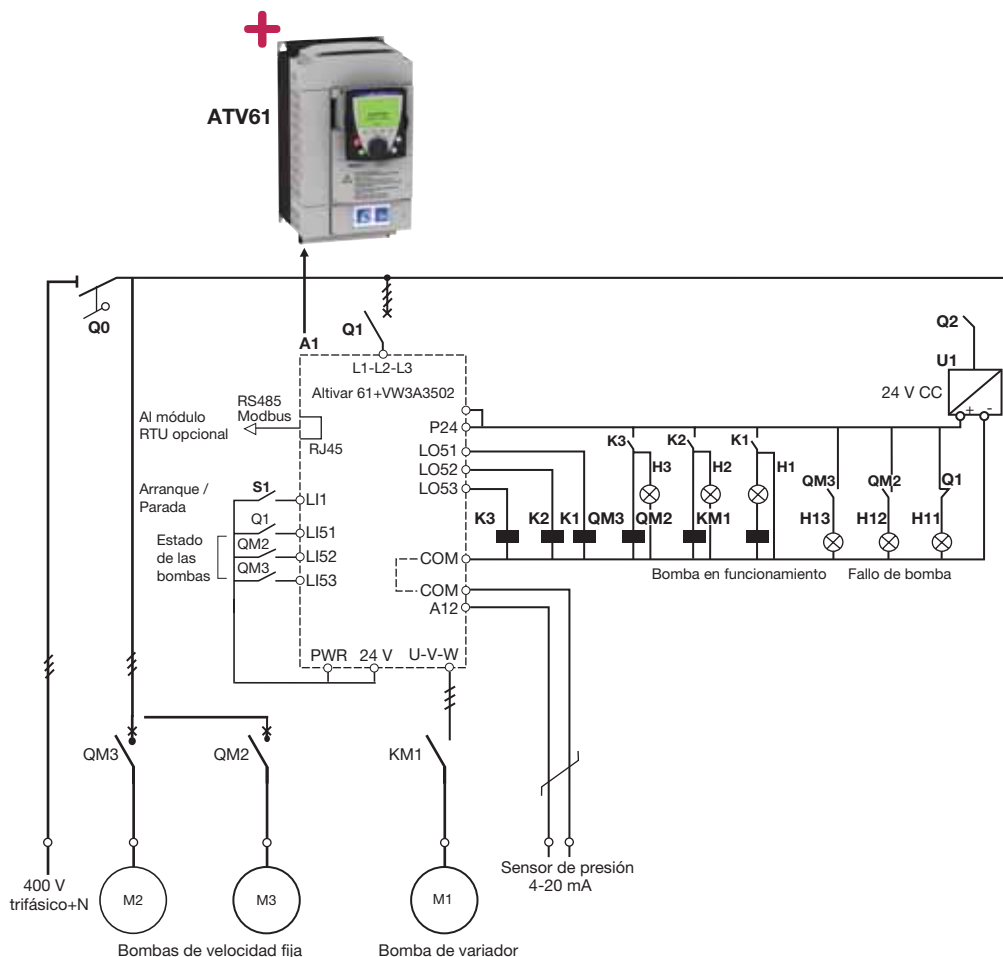 ATV61
Q0
A1
Q1
L1-L2-L3
Altivar 61+VW3A3502
Q2
U1
24 V CC
+ -
Al módulo
RTU opcional
RS485
Modbus
RJ45
P24
LO51
LO52
LO53
K3
K2
K1
H3
H2
H1
QM3
QM2
Q1
Arranque /
Parada
S1
LI1
Q1
LI51
QM2
LI52
QM3
LI53
Estado
de las
bombas
K3
K2
K1
QM3
QM2
KM1
H13
H12
H11
COM
COM
A12
Bomba en funcionamiento
Fallo de bomba
PWR
24 V
U-V-W
QM3
QM2
KM1
400 V
trifásico+N
M2
M3
M1
Sensor de presión
4-20 mA
Bombas de velocidad fija
Bomba de variador